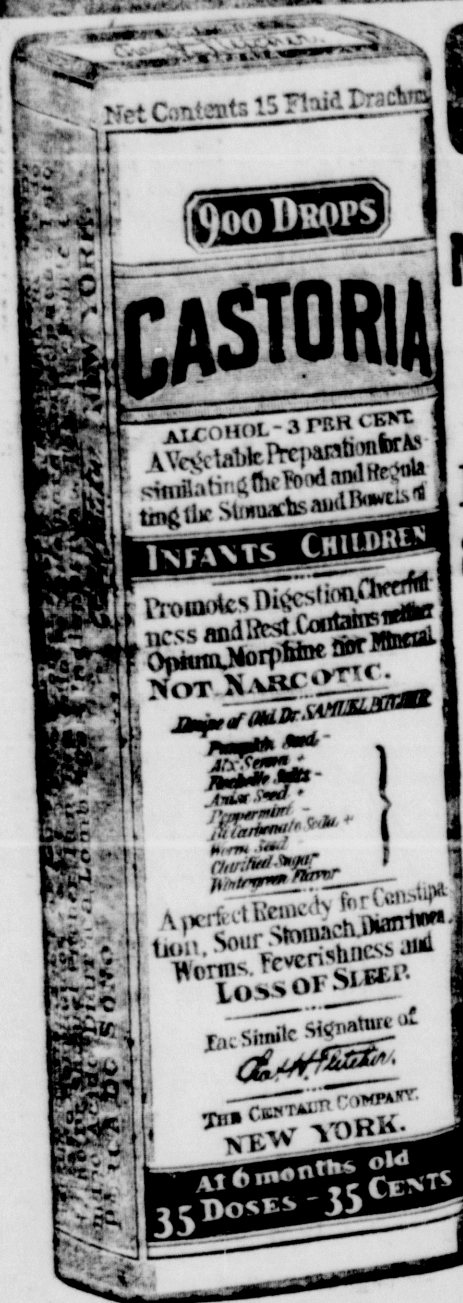 Net Contents 15 Fluid Drachms
900 DROPS
CASTORIA
ALCOHOL - 3 PER CENT.
A Vegetable Preparation for As-
similating the Food and Regula-
ting the Stomachs and Bowels of
INFANTS CHILDREN
Promotes Digestion, Cheerful-
ness and Rest. Contains neither
Opium, Morphine nor Mineral.
NOT NARCOTIC.
Recipe of Old Dr. SAMUEL PITCHER
Pumpkin Seed -
Alx. Senna +
Rochelle Salts -
Anise Seed +
Peppermint -
Bi Carbonate Soda +
Worm Seed -
Clarified Sugar
Wintergreen Flavor
A perfect Remedy for Constipa-
tion, Sour Stomach, Diarrhoea,
Worms, Feverishness and
LOSS OF SLEEP.
Fac Simile Signature of
Chas. H. Fletcher.
THE CENTAUR COMPANY.
NEW YORK.
At 6 months old
35 DOSES - 35 CENTS
NEW YORK